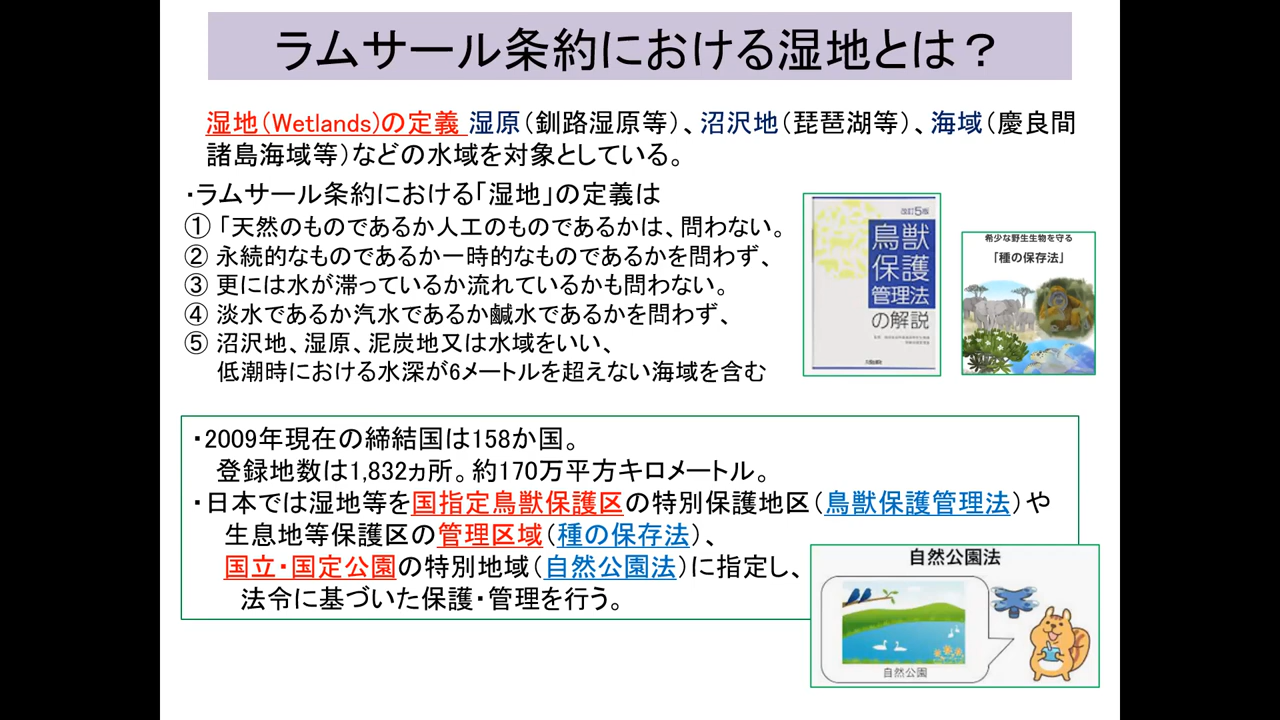 ラムサール条約における湿地とは？
湿地（Wetlands）の定義 湿原（釧路湿原等）、沼沢地（琵琶湖等）、海域（慶良間
諸島海域等）などの水域を対象としている。
・ラムサール条約における「湿地」の定義は
① 「天然のものであるか人工のものであるかは、問わない。
② 永続的なものであるか一時的なものであるかを問わず、
③ 更には水が滞っているか流れているかも問わない。
④ 淡水であるか汽水であるか鹹水であるかを問わず、
⑤ 沼沢地、湿原、泥炭地又は水域をいい、
低潮時における水深が6メートルを超えない海域を含む
改訂5版
鳥獣
保護
管理法
の解説
希少な野生生物を守る
「種の保存法」
・2009年現在の締結国は158か国。
登録地数は1,832ヵ所。約170万平方キロメートル。
・日本では湿地等を国指定鳥獣保護区の特別保護地区（鳥獣保護管理法）や
生息地等保護区の管理区域（種の保存法）、
国立・国定公園の特別地域（自然公園法）に指定し、
法令に基づいた保護・管理を行う。
自然公園法
自然公園